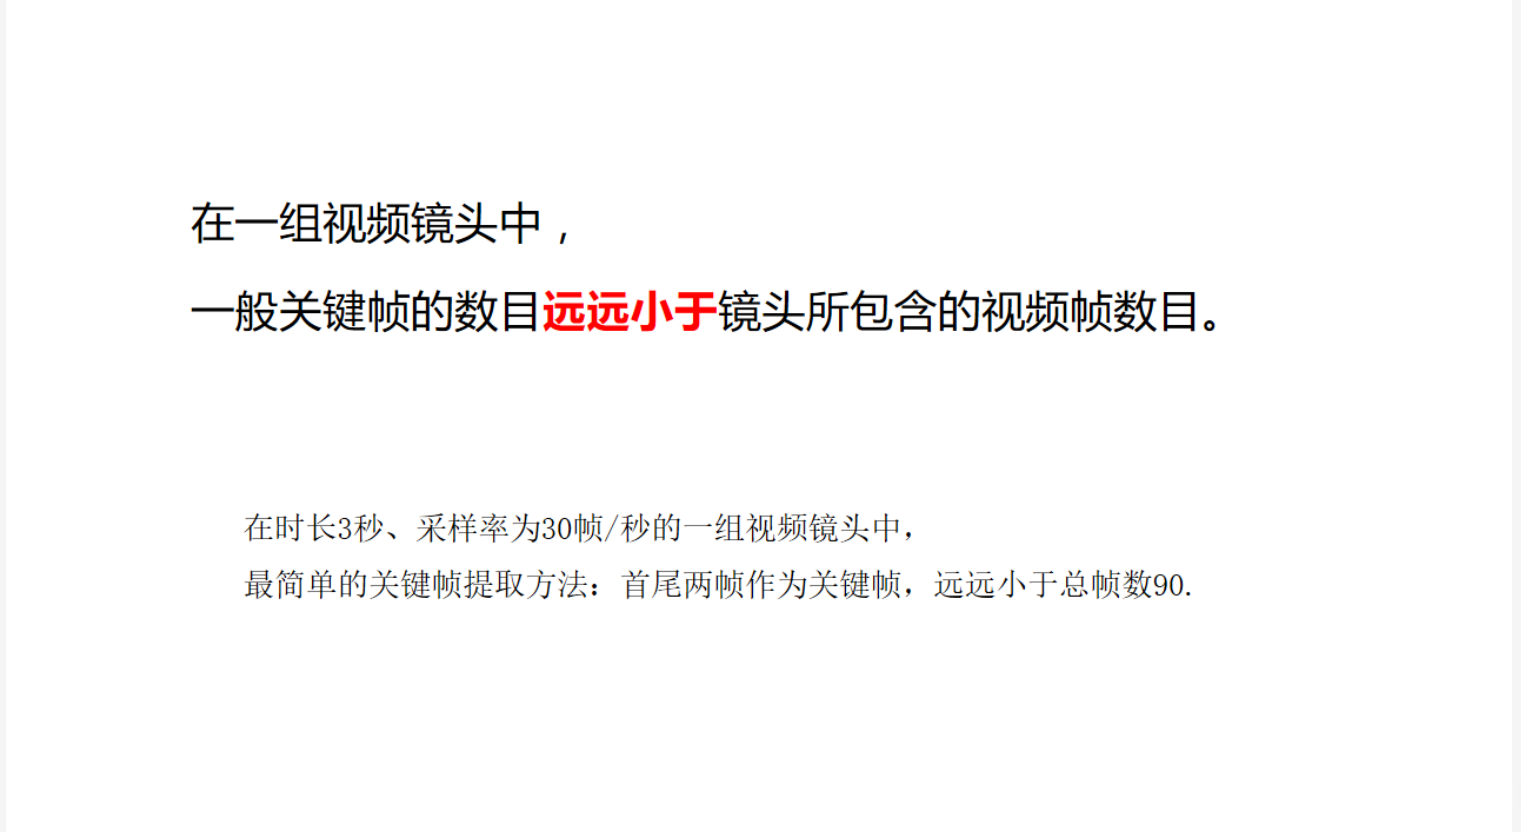 在一组视频镜头中，
一般关键帧的数目远远小于镜头所包含的视频帧数目。
在时长3秒、采样率为30帧/秒的一组视频镜头中，
最简单的关键帧提取方法：首尾两帧作为关键帧，远远小于总帧数90.